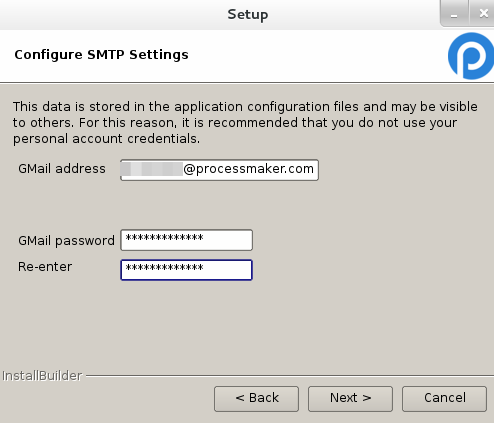 Setup
Configure SMTP Settings
This data is stored in the application configuration files and may be visible
to others. For this reason, it is recommended that you do not use your
personal account credentials.
GMail address @processmaker.com
GMail password *************
Re-enter *************
InstallBuilder
< Back Next > Cancel